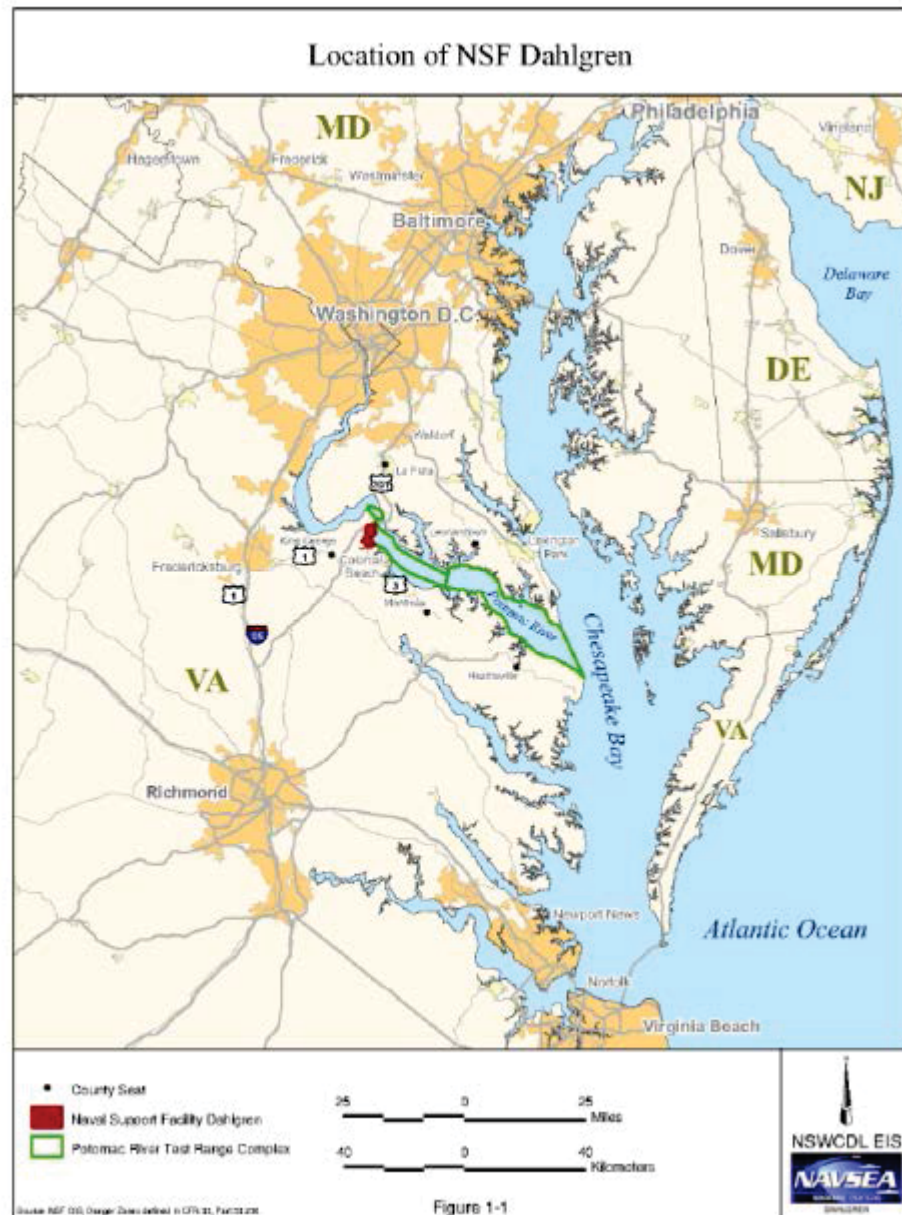 Location of NSF Dahlgren
Philadelphia
MD
Vineland
Hagerstown
Frederick
Westminster
NJ
Baltimore
Dover
Delaware
Bay
Washington D.C.
DE
Waldorf
La Plata
301
Leonardtown
Lexington
Park
Salisbury
King George
1
Colonial
Beach
MD
Fredericksburg
3
1
Montross
Potomac River
95
Chesapeake Bay
VA
Heathsville
VA
Richmond
Newport News
Atlantic Ocean
Norfolk
Virginia Beach
County Seat
Naval Support Facility Dahlgren
Potomac River Test Range Complex
25 0 25
Miles
40 0 40
Kilometers
NSWCDL EIS
NAVSEA
DAHLGREN
Figure 1-1